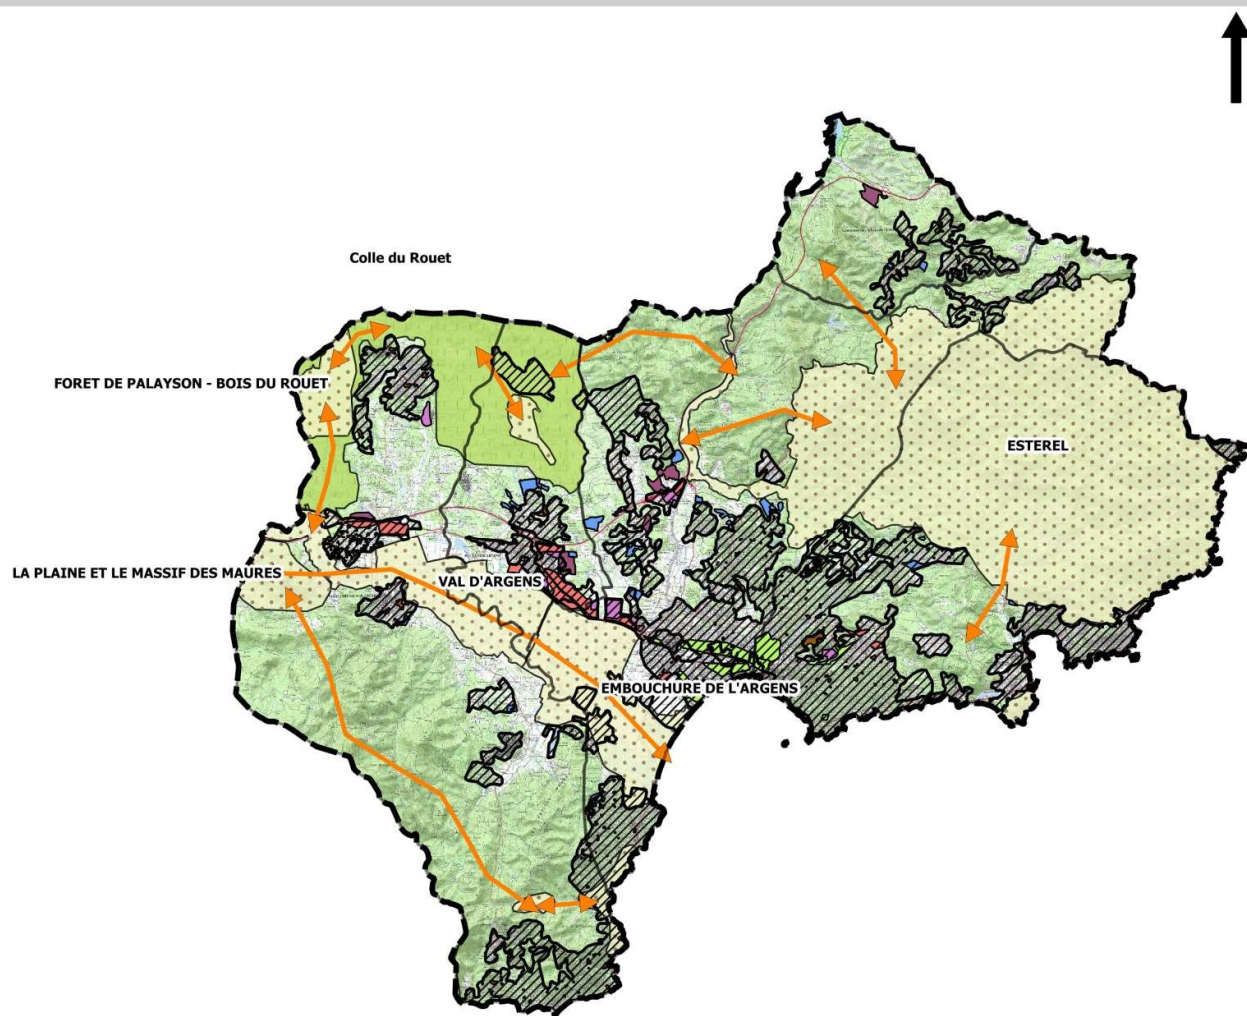 Colle du Rouet
FORET DE PALAYSON - BOIS DU ROUET
ESTEREL
LA PLAINE ET LE MASSIF DES MAURES
VAL D'ARGENS
EMBOUCHURE DE L'ARGENS